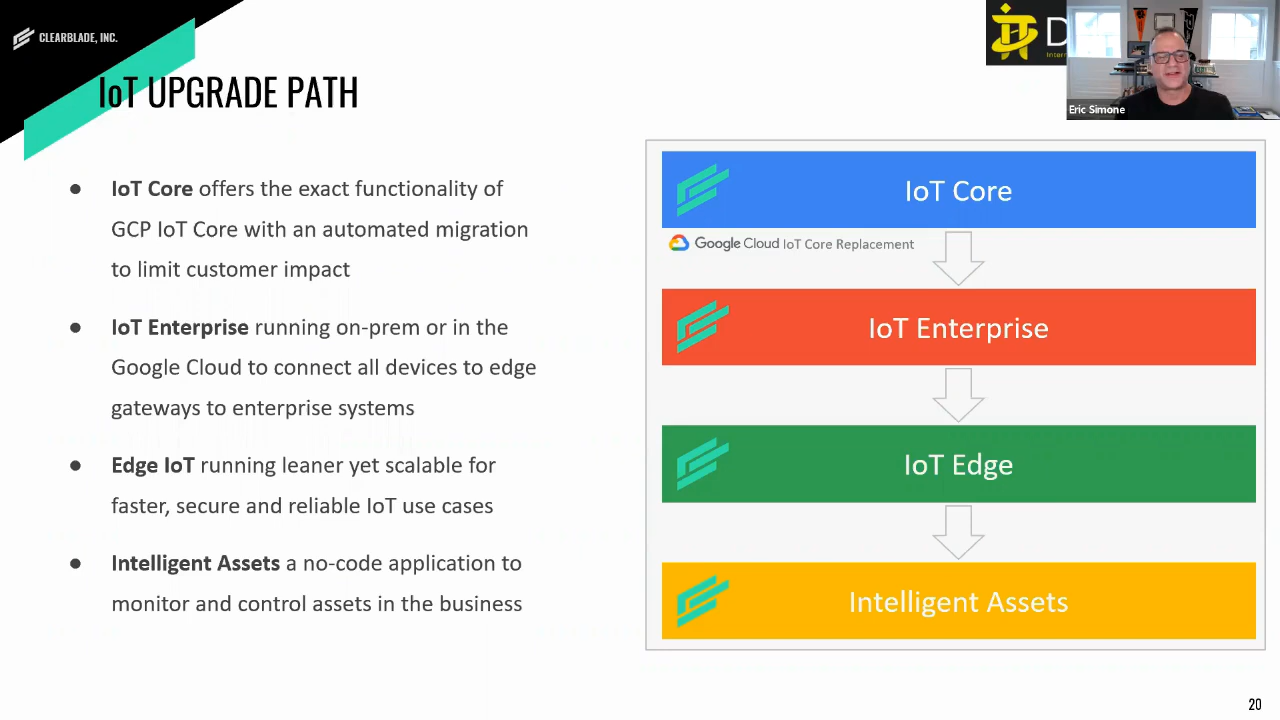 CLEARBLADE, INC.
IoT UPGRADE PATH
Eric Simone
● IoT Core offers the exact functionality of
GCP IoT Core with an automated migration
to limit customer impact
● IoT Enterprise running on-prem or in the
Google Cloud to connect all devices to edge
gateways to enterprise systems
● Edge IoT running leaner yet scalable for
faster, secure and reliable IoT use cases
● Intelligent Assets a no-code application to
monitor and control assets in the business
IoT Core
Google Cloud IoT Core Replacement
IoT Enterprise
IoT Edge
Intelligent Assets
20